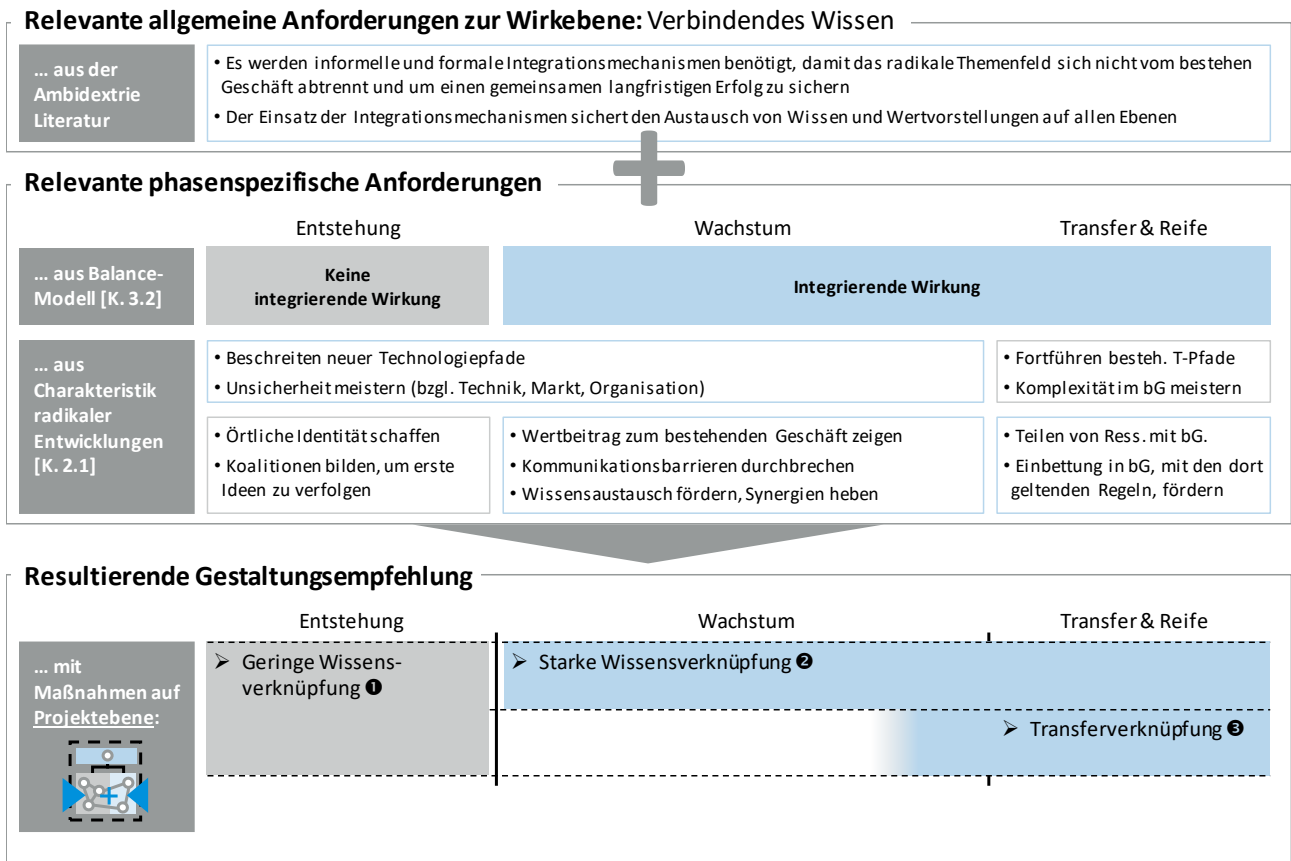 Relevante allgemeine Anforderungen zur Wirkebene: Verbindendes Wissen
... aus der
Ambidextrie
Literatur
• Es werden informelle und formale Integrationsmechanismen benötigt, damit das radikale Themenfeld sich nicht vom bestehen
Geschäft abtrennt und um einen gemeinsamen langfristigen Erfolg zu sichern
• Der Einsatz der Integrationsmechanismen sichert den Austausch von Wissen und Wertvorstellungen auf allen Ebenen
Relevante phasenspezifische Anforderungen
Entstehung
Wachstum
Transfer & Reife
... aus Balance-
Modell [K. 3.2]
Keine
integrierende Wirkung
Integrierende Wirkung
... aus
Charakteristik
radikaler
Entwicklungen
[K. 2.1]
• Beschreiten neuer Technologiepfade
• Unsicherheit meistern (bzgl. Technik, Markt, Organisation)
• Fortführen besteh. T-Pfade
• Komplexität im bG meistern
• Örtliche Identität schaffen
• Koalitionen bilden, um erste
Ideen zu verfolgen
• Wertbeitrag zum bestehenden Geschäft zeigen
• Kommunikationsbarrieren durchbrechen
• Wissensaustausch fördern, Synergien heben
• Teilen von Ress. mit bG.
• Einbettung in bG, mit den dort
geltenden Regeln, fördern
Resultierende Gestaltungsempfehlung
Entstehung
Wachstum
Transfer & Reife
... mit
Maßnahmen auf
Projektebene:
➢ Geringe Wissens-
verknüpfung ❶
➢ Starke Wissensverknüpfung ❷
➢ Transferverknüpfung ❸